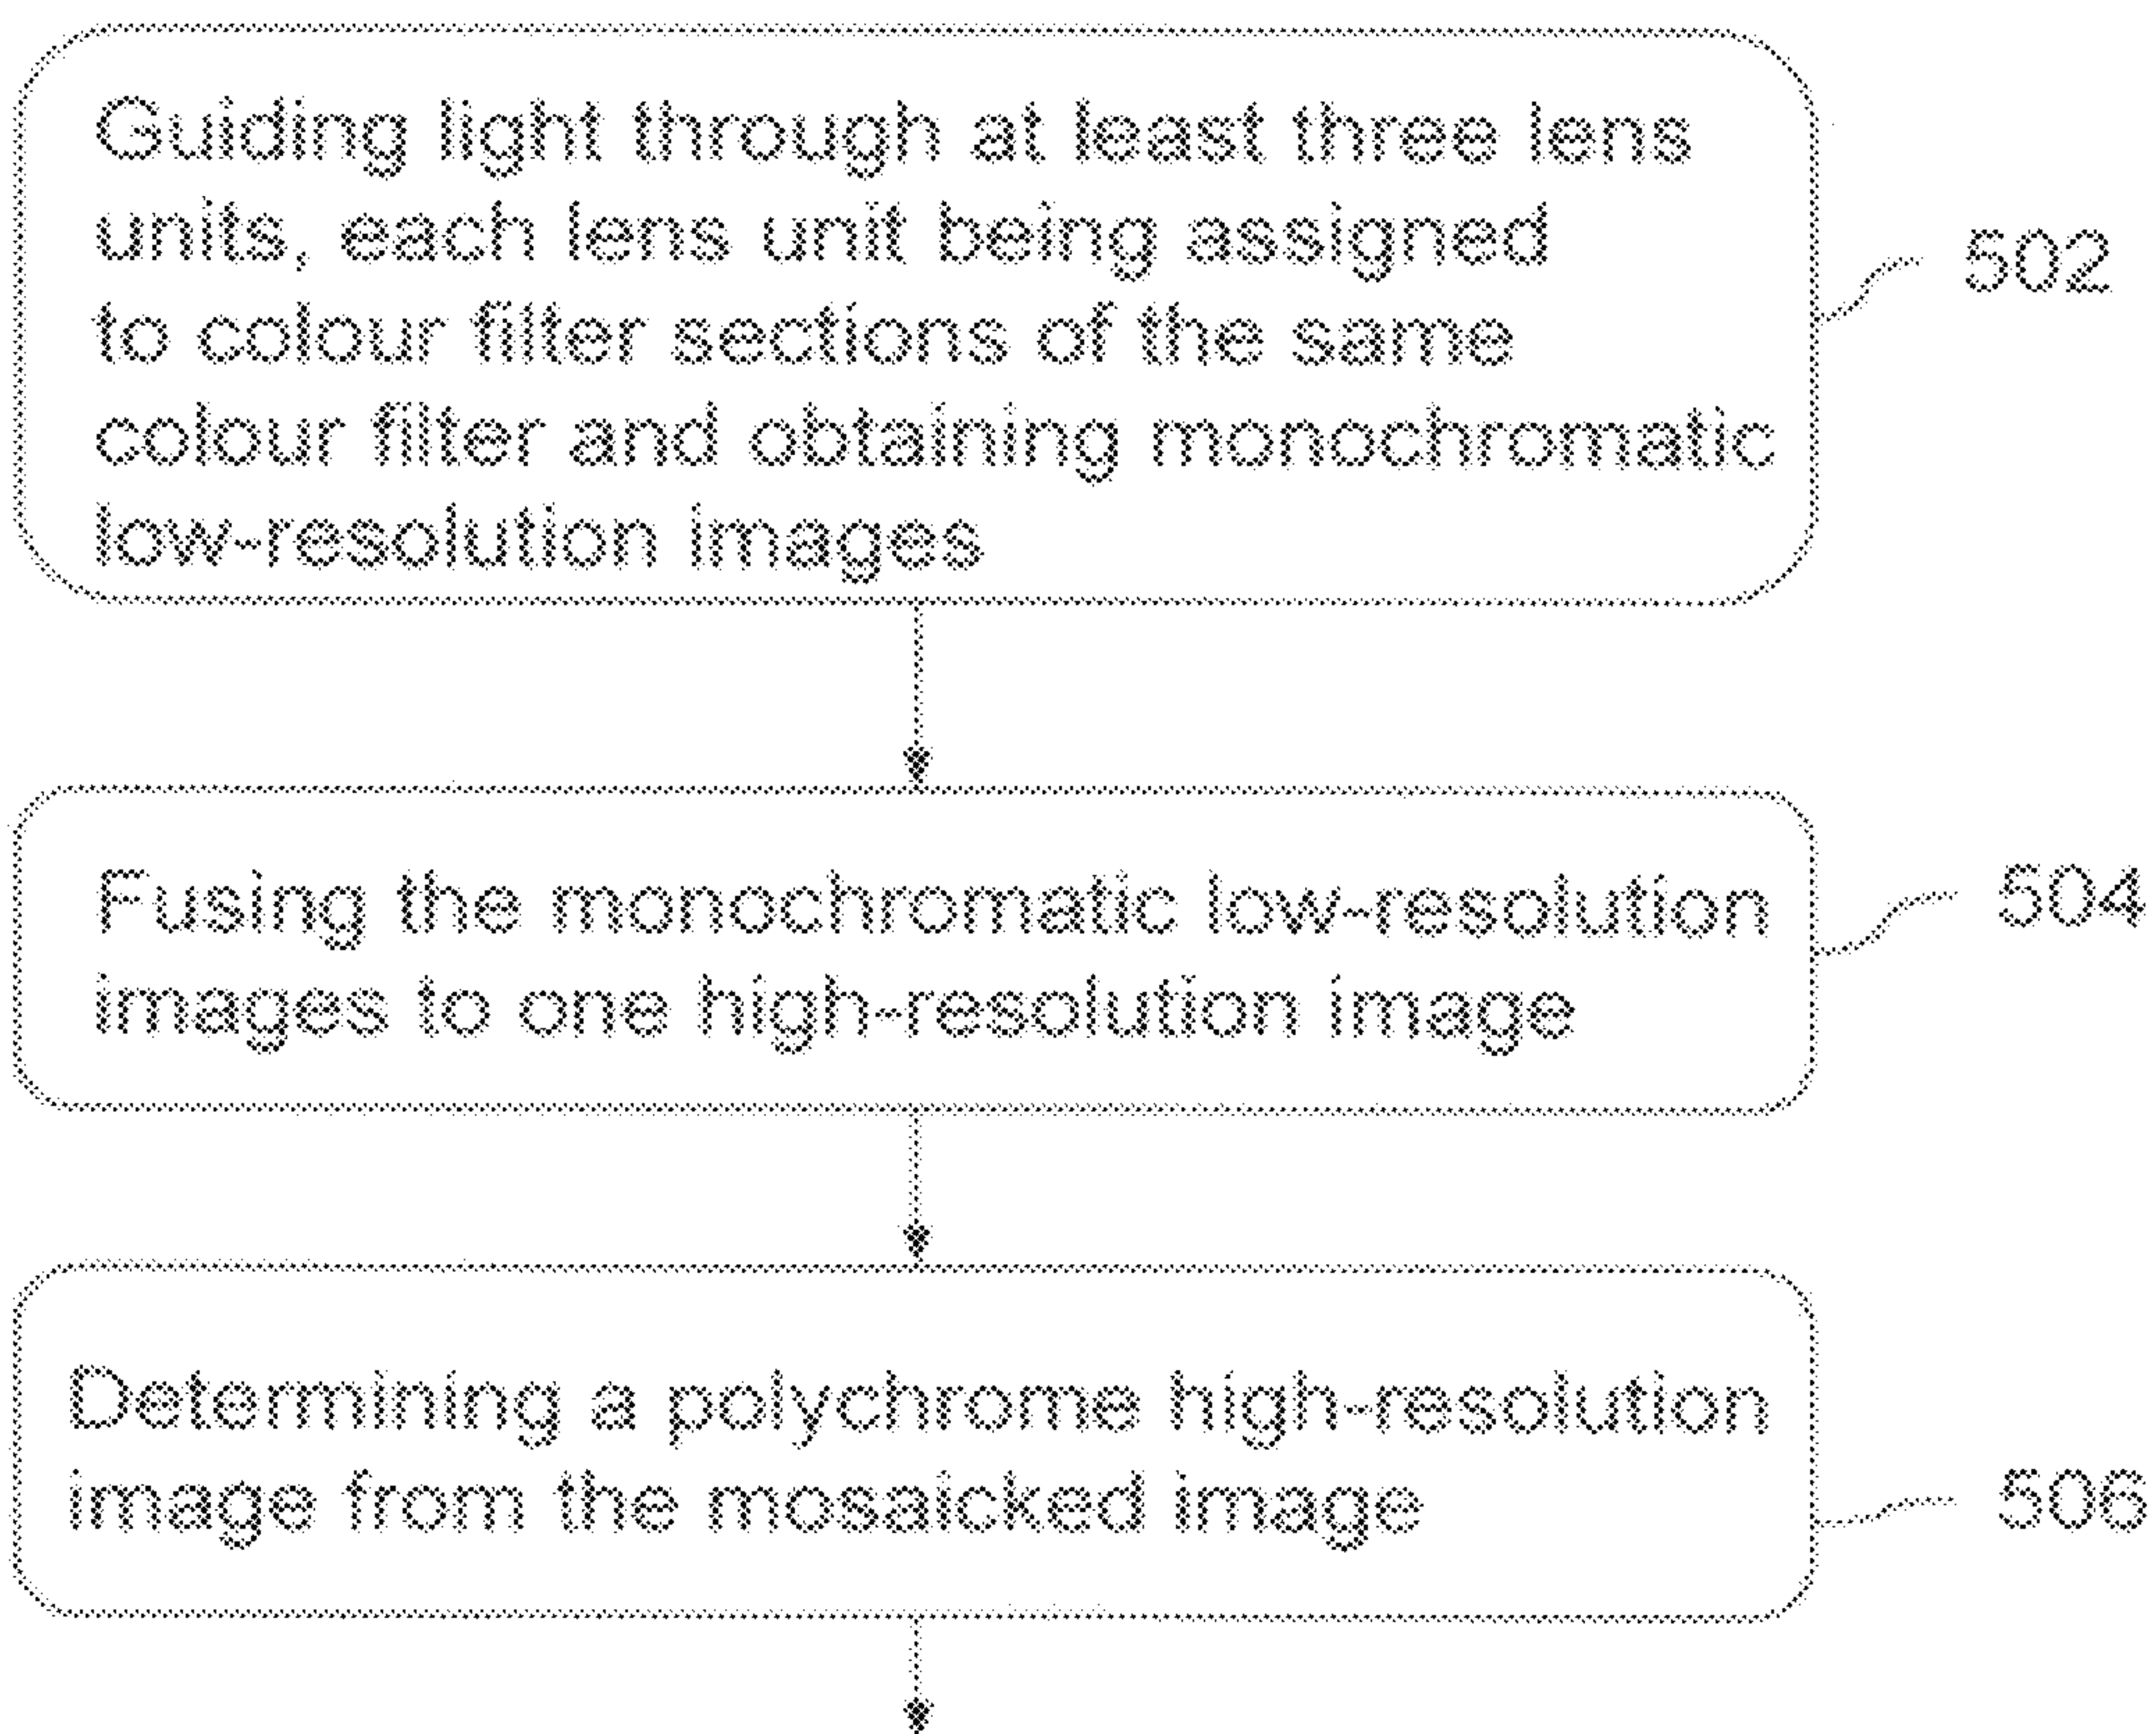 Guiding light through at least three lens
units, each lens unit being assigned
to colour filter sections of the same
colour filter and obtaining monochromatic
low-resolution images
502
Fusing the monochromatic low-resolution
images to one high-resolution image
504
Determining a polychrome high-resolution
image from the mosaicked image
506